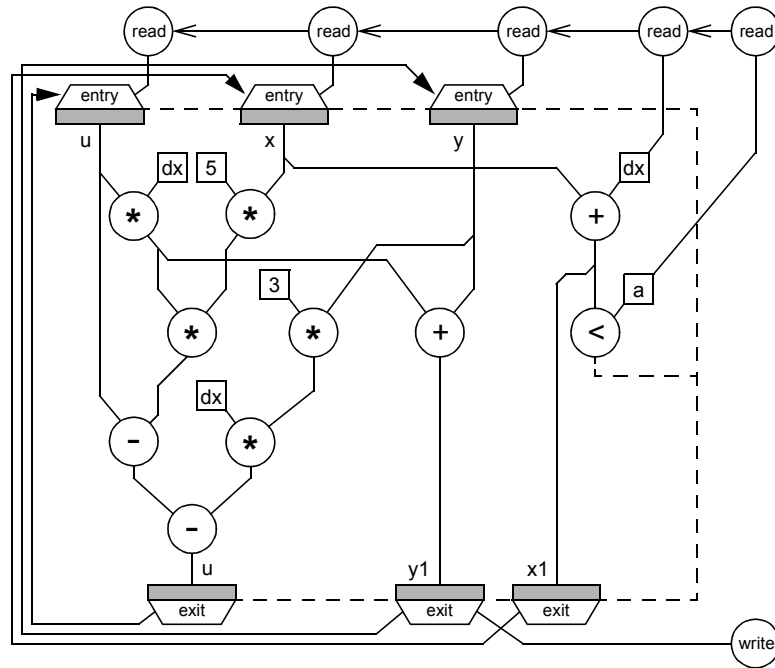 read read read read read
entry entry entry
u x y
dx 5 dx
* * +
3 a
* * + <
dx
- *
-
u y1 x1
exit exit exit
write